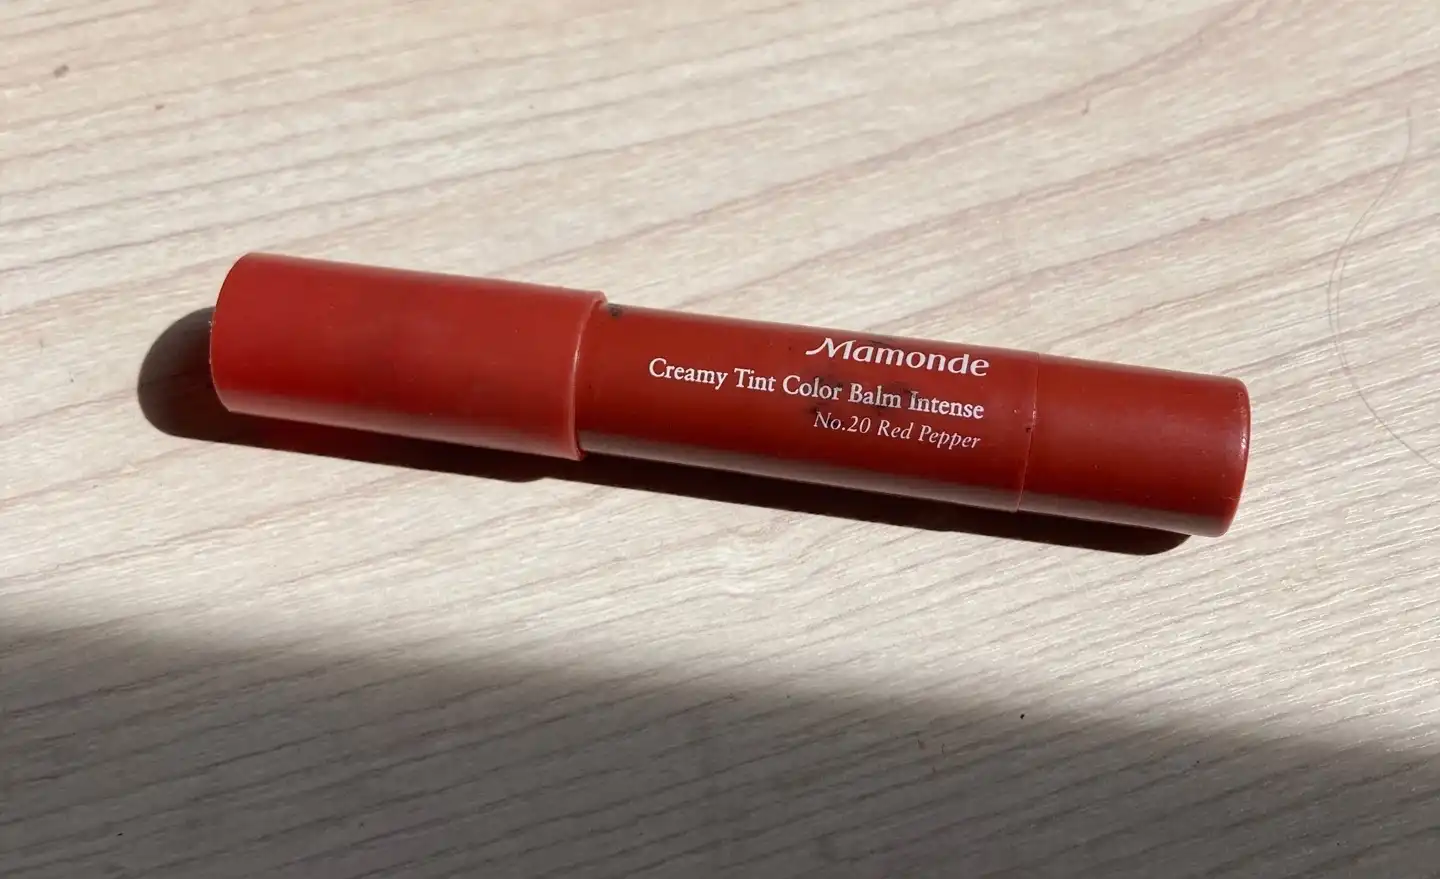 Mamonde
Creamy Tint Color Balm Intense
No.20 Red Pepper